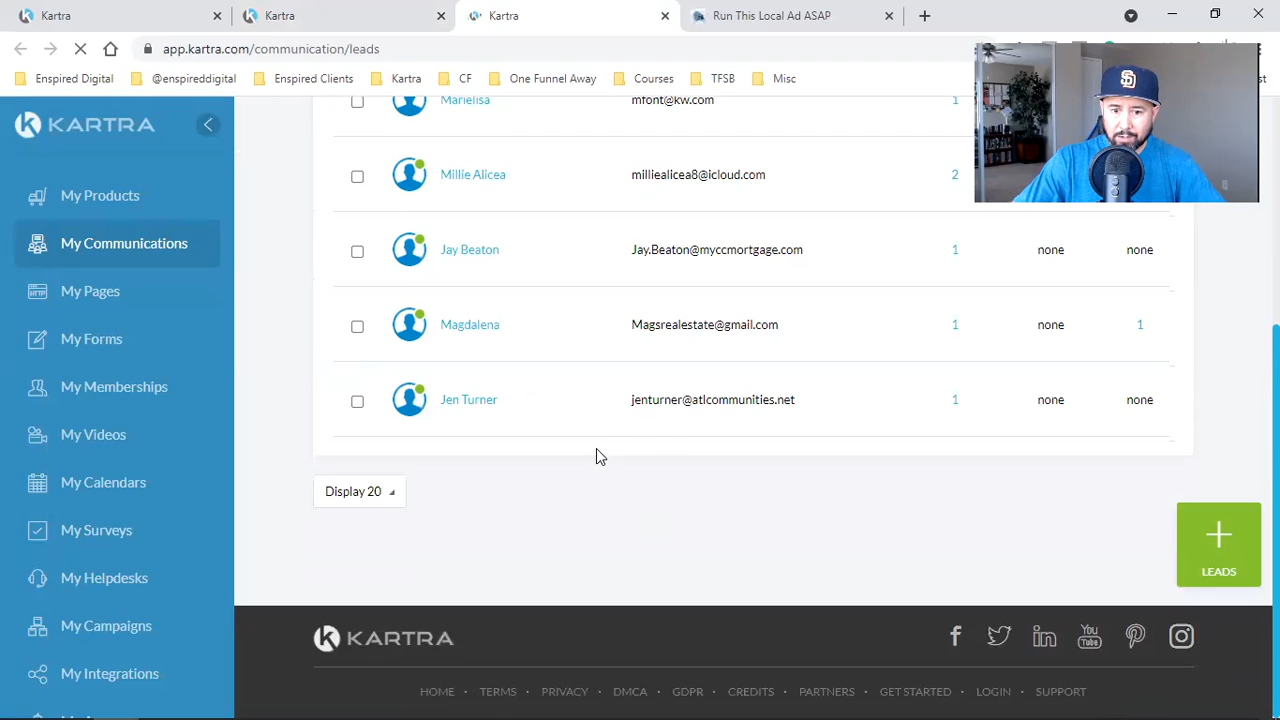 Kartra
Kartra
Kartra
Run This Local Ad ASAP
app.kartra.com/communication/leads
Enspired Digital
@enspireddigital
Enspired Clients
Kartra
CF
One Funnel Away
Courses
TFSB
Misc
KARTRA
My Products
My Communications
My Pages
My Forms
My Memberships
My Videos
My Calendars
My Surveys
My Helpdesks
My Campaigns
My Integrations
Marielisa mfont@kw.com 1
Millie Alicea milliealicea8@icloud.com 2
Jay Beaton Jay.Beaton@myccmortgage.com 1 none none
Magdalena Magsrealestate@gmail.com 1 none 1
Jen Turner jenturner@atlcommunities.net 1 none none
Display 20
LEADS
KARTRA
You
Tube
HOME · TERMS · PRIVACY · DMCA · GDPR · CREDITS · PARTNERS · GET STARTED · LOGIN · SUPPORT